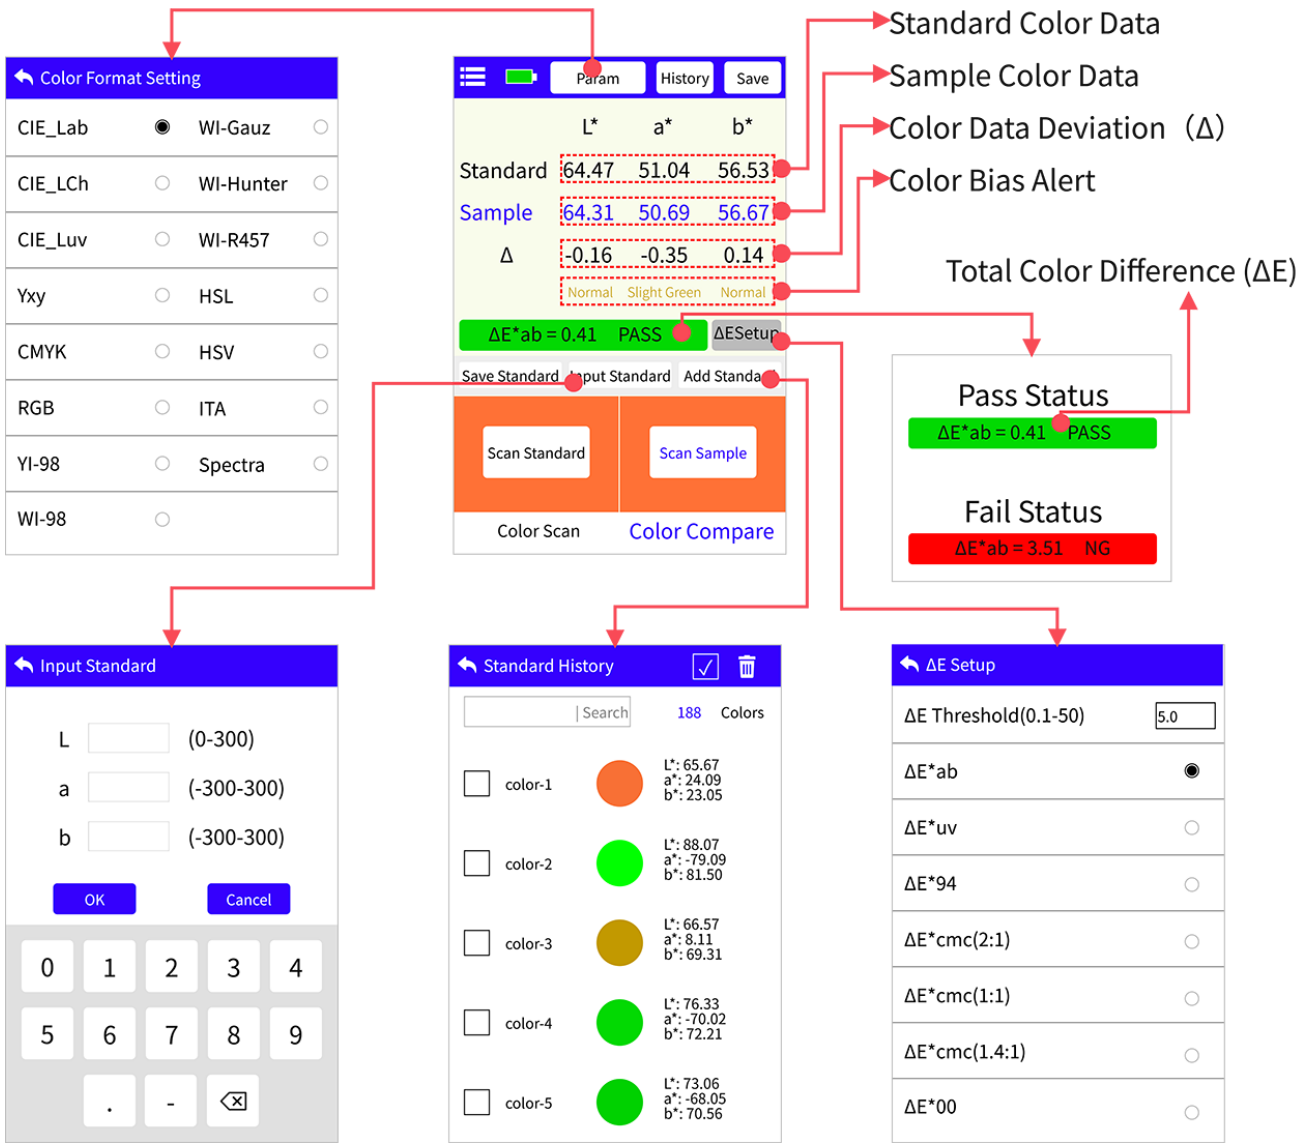 Standard Color Data
Sample Color Data
Color Data Deviation（Δ）
Color Bias Alert
Total Color Difference (ΔE)
Color Format Setting
CIE_Lab WI-Gauz
CIE_LCh WI-Hunter
CIE_Luv WI-R457
Yxy HSL
CMYK HSV
RGB ITA
YI-98 Spectra
WI-98
Param History Save
L* a* b*
Standard 64.47 51.04 56.53
Sample 64.31 50.69 56.67
Δ -0.16 -0.35 0.14
Normal Slight Green Normal
ΔE*ab = 0.41 PASS ΔESetup
Save Standard Input Standard Add Standard
Scan Standard Scan Sample
Color Scan Color Compare
Pass Status
ΔE*ab = 0.41 PASS
Fail Status
ΔE*ab = 3.51 NG
Input Standard
L (0-300)
a (-300-300)
b (-300-300)
OK Cancel
0 1 2 3 4
5 6 7 8 9
. -
Standard History
Search 188 Colors
color-1
L*: 65.67
a*: 24.09
b*: 23.05
color-2
L*: 88.07
a*: -79.09
b*: 81.50
color-3
L*: 66.57
a*: 8.11
b*: 69.31
color-4
L*: 76.33
a*: -70.02
b*: 72.21
color-5
L*: 73.06
a*: -68.05
b*: 70.56
ΔE Setup
ΔE Threshold(0.1-50) 5.0
ΔE*ab
ΔE*uv
ΔE*94
ΔE*cmc(2:1)
ΔE*cmc(1:1)
ΔE*cmc(1.4:1)
ΔE*00